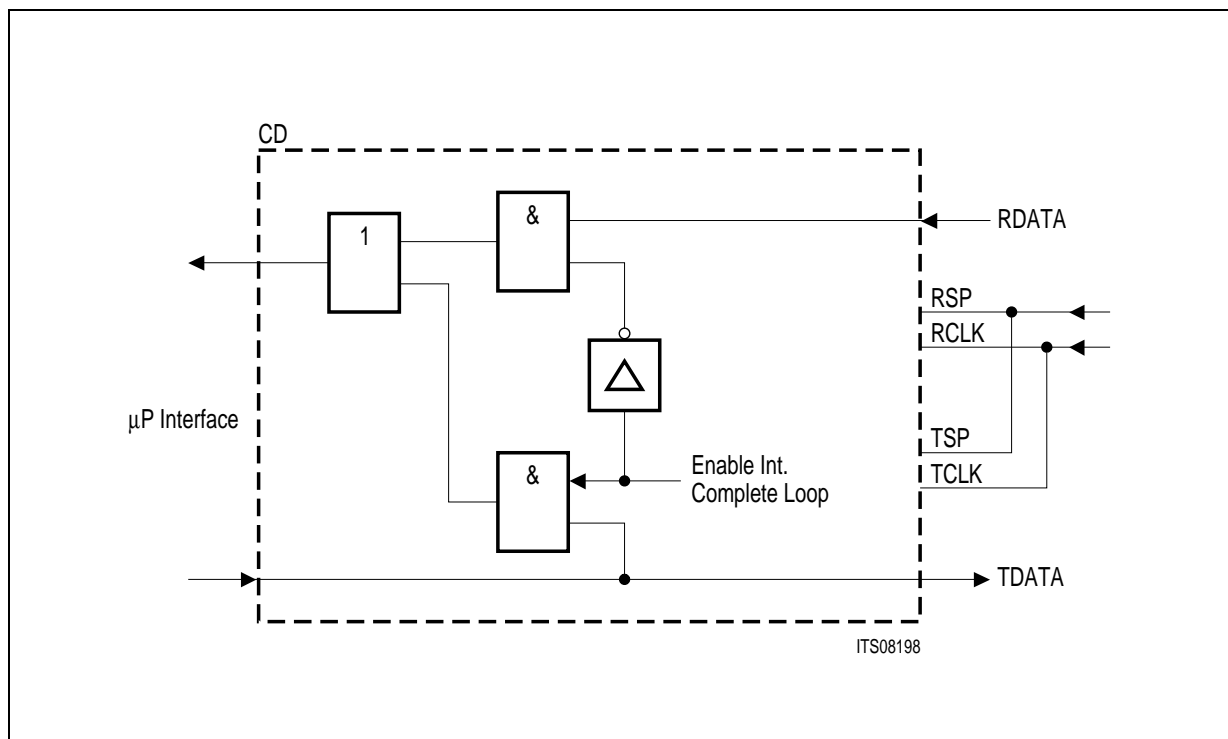 CD
&
1
RDATA
RSP
RCLK
µP Interface
TSP
TCLK
&
Enable Int.
Complete Loop
TDATA
ITS08198